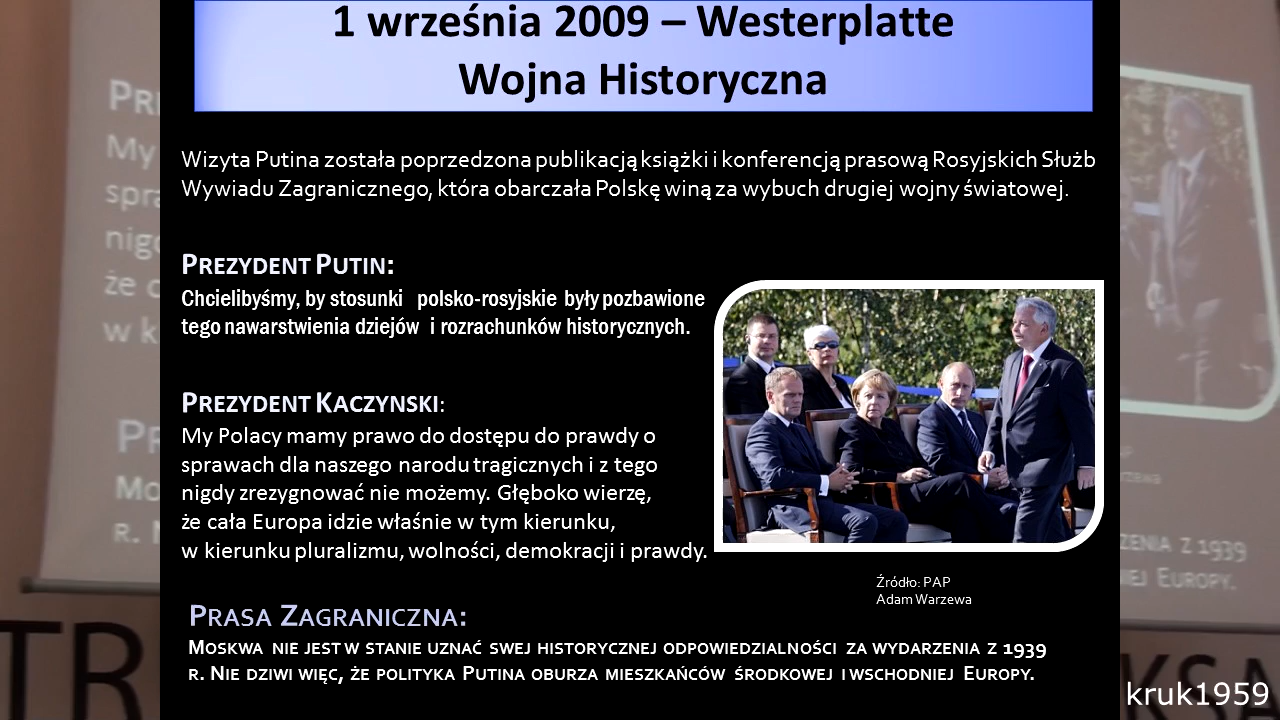 1 września 2009 – Westerplatte
Wojna Historyczna
Wizyta Putina została poprzedzona publikacją książki i konferencją prasową Rosyjskich Służb
Wywiadu Zagranicznego, która obarczała Polskę winą za wybuch drugiej wojny światowej.
PREZYDENT PUTIN:
Chcielibyśmy, by stosunki polsko-rosyjskie były pozbawione
tego nawarstwienia dziejów i rozrachunków historycznych.
PREZYDENT KACZYNSKI:
My Polacy mamy prawo do dostępu do prawdy o
sprawach dla naszego narodu tragicznych i z tego
nigdy zrezygnować nie możemy. Głęboko wierzę,
że cała Europa idzie właśnie w tym kierunku,
w kierunku pluralizmu, wolności, demokracji i prawdy.
Źródło: PAP
Adam Warzewa
PRASA ZAGRANICZNA:
MOSKWA NIE JEST W STANIE UZNAĆ SWEJ HISTORYCZNEJ ODPOWIEDZIALNOŚCI ZA WYDARZENIA Z 1939
R. NIE DZIWI WIĘC, ŻE POLITYKA PUTINA OBURZA MIESZKAŃCÓW ŚRODKOWEJ I WSCHODNIEJ EUROPY.
kruk1959